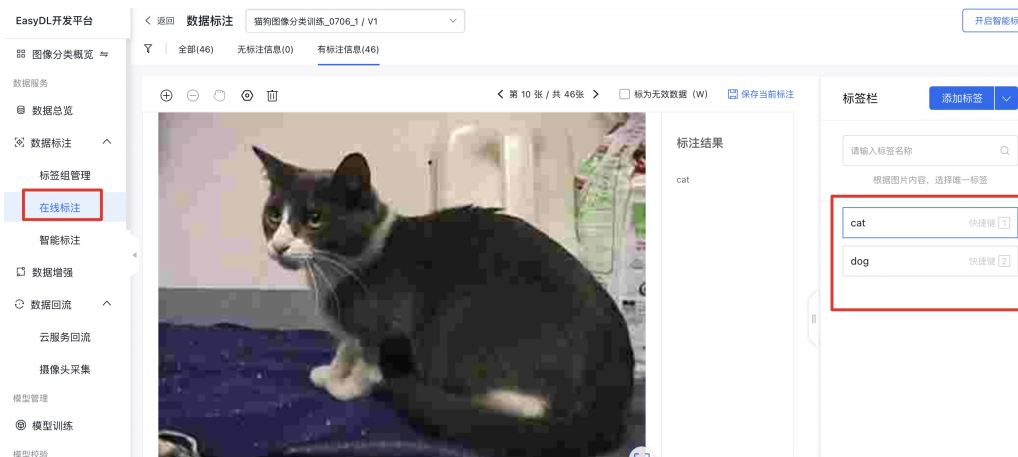 EasyDL开发平台
返回 数据标注 猫狗图像分类训练_0706_1 / V1
开启智能标
图像分类概览
全部(46) 无标注信息(0) 有标注信息(46)
数据服务
数据总览
第 10 张 / 共 46张 标为无效数据 (W) 保存当前标注
标签栏 添加标签
数据标注
标注结果
请输入标签名称
标签组管理
cat
根据图片内容，选择唯一标签
在线标注
cat 快捷键 1
智能标注
dog 快捷键 2
数据增强
数据回流
云服务回流
摄像头采集
模型管理
模型训练
模型校验